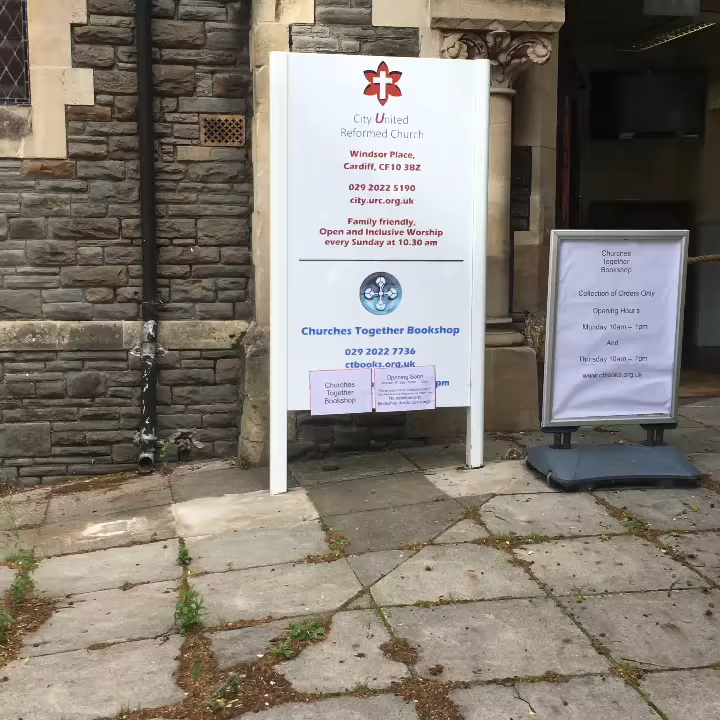 City United
Reformed Church
Windsor Place,
Cardiff, CF10 3BZ
029 2022 5190
city.urc.org.uk
Family friendly,
Open and Inclusive Worship
every Sunday at 10.30 am
Churches Together Bookshop
029 2022 7736
ctbooks.org.uk
pm
Churches
Together
Bookshop
Opening Soon
Churches
Together
Bookshop
Collection of Orders Only
Opening Hours
Monday 10am – 1pm
And
Thursday 10am – 1pm
www.ctbooks.org.uk